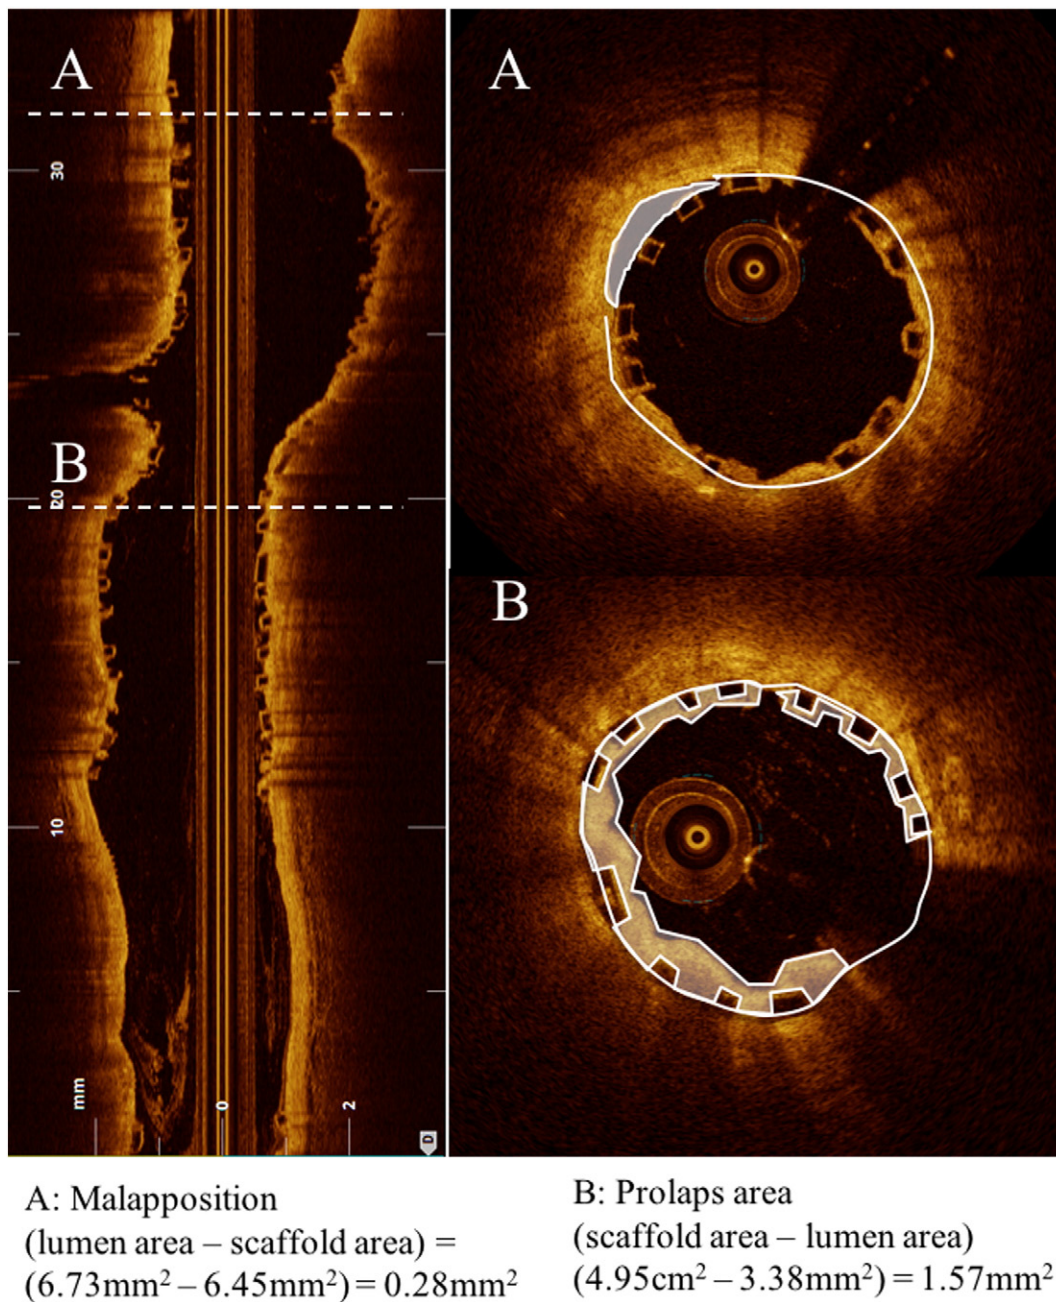 A
A
30
B
20
B
10
mm
0
2
D
A: Malapposition
(lumen area – scaffold area) =
(6.73mm² – 6.45mm²) = 0.28mm²
B: Prolaps area
(scaffold area – lumen area)
(4.95cm² – 3.38mm²) = 1.57mm²